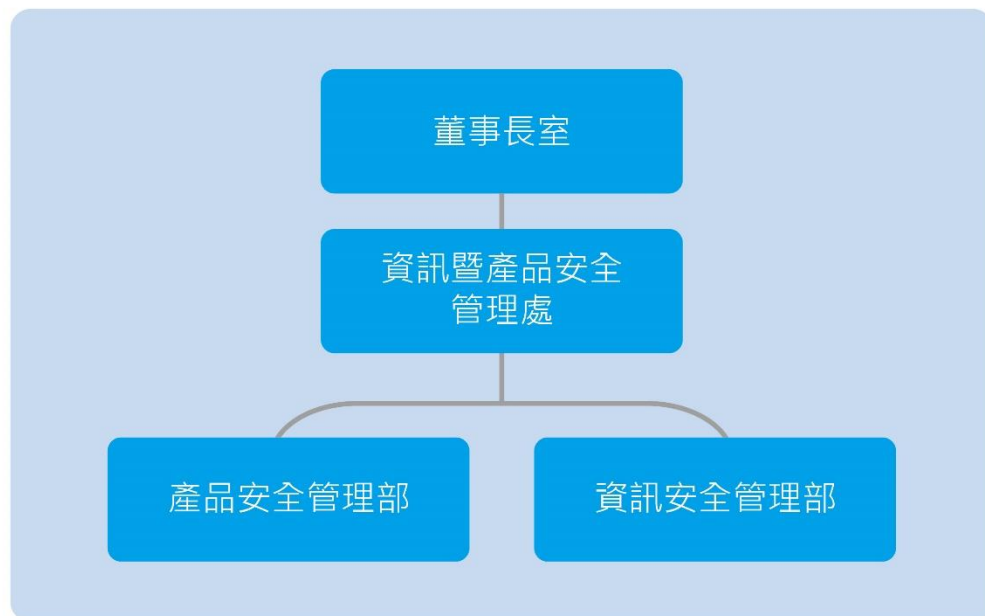 董事長室
資訊暨產品安全
管理處
產品安全管理部
資訊安全管理部